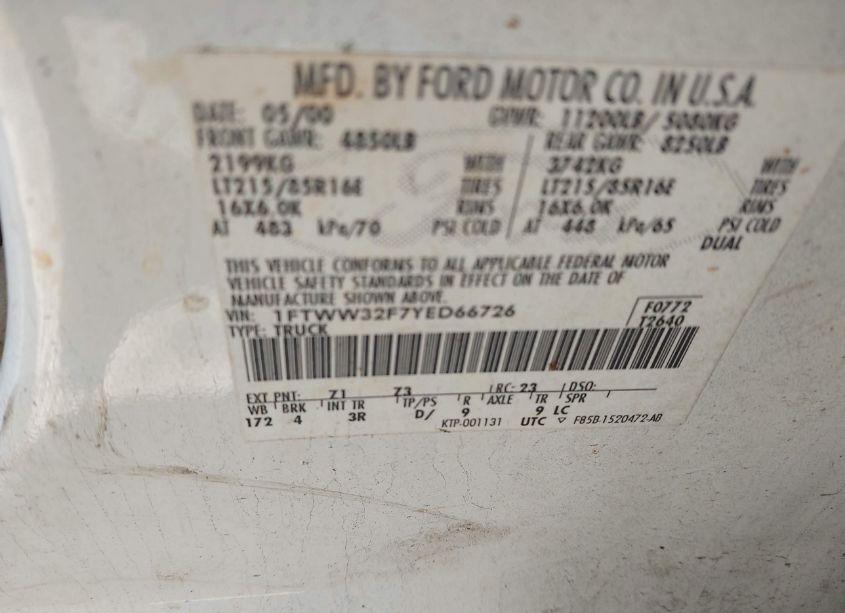 MFD. BY FORD MOTOR CO. IN U.S.A.
DATE: 05/00 GVWR: 11200LB/ 5080KG
FRONT GAWR: 4850LB REAR GAWR: 8250LB
2199KG WITH 3742KG WITH
LT215/85R16E TIRES LT215/85R16E TIRES
16X6.0K RIMS 16X6.0K RIMS
AT 483 kPa/70 PSI COLD AT 448 kPa/65 PSI COLD
DUAL
THIS VEHICLE CONFORMS TO ALL APPLICABLE FEDERAL MOTOR
VEHICLE SAFETY STANDARDS IN EFFECT ON THE DATE OF
MANUFACTURE SHOWN ABOVE.
VIN: 1FTWW32F7YED66726 F0772
TYPE: TRUCK T2640
EXT PNT: Z1 Z3 RC: 23 DSO:
WB BRK INT TR TP/PS R AXLE TR SPR
172 4 3R D/ 9 9 LC
KTP-001131 UTC F85B-1520472-AB